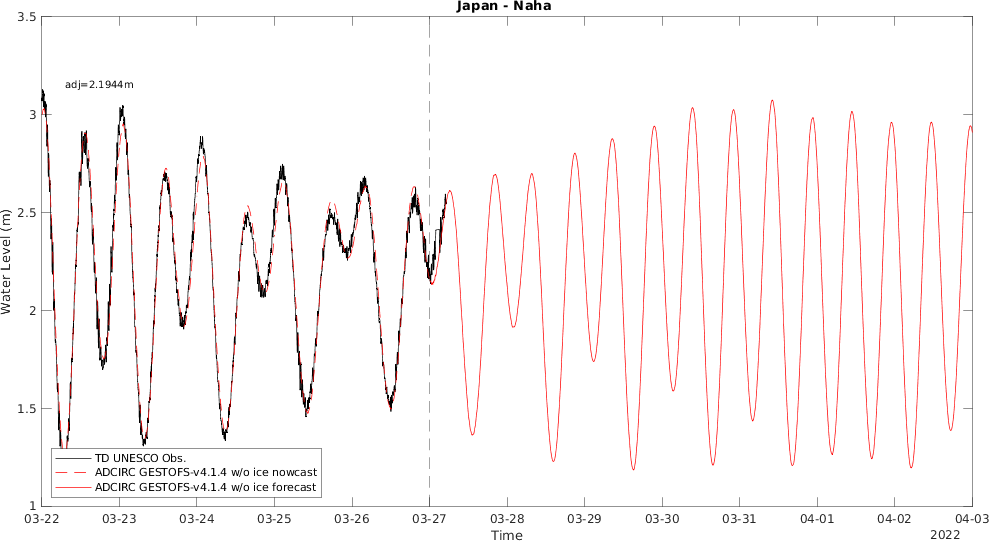 Japan - Naha
3.5
adj=2.1944m
3
2.5
Water Level (m)
2
1.5
TD UNESCO Obs.
ADCIRC GESTOFS-v4.1.4 w/o ice nowcast
ADCIRC GESTOFS-v4.1.4 w/o ice forecast
1
03-22 03-23 03-24 03-25 03-26 03-27 03-28 03-29 03-30 03-31 04-01 04-02 04-03
Time
2022